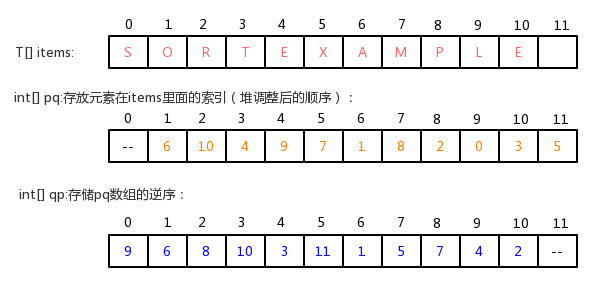 0 1 2 3 4 5 6 7 8 9 10 11
T[] items: S O R T E X A M P L E
int[] pq:存放元素在items里面的索引（堆调整后的顺序）：
0 1 2 3 4 5 6 7 8 9 10 11
-- 6 10 4 9 7 1 8 2 0 3 5
int[] qp:存储pq数组的逆序：
0 1 2 3 4 5 6 7 8 9 10 11
9 6 8 10 3 11 1 5 7 4 2 --